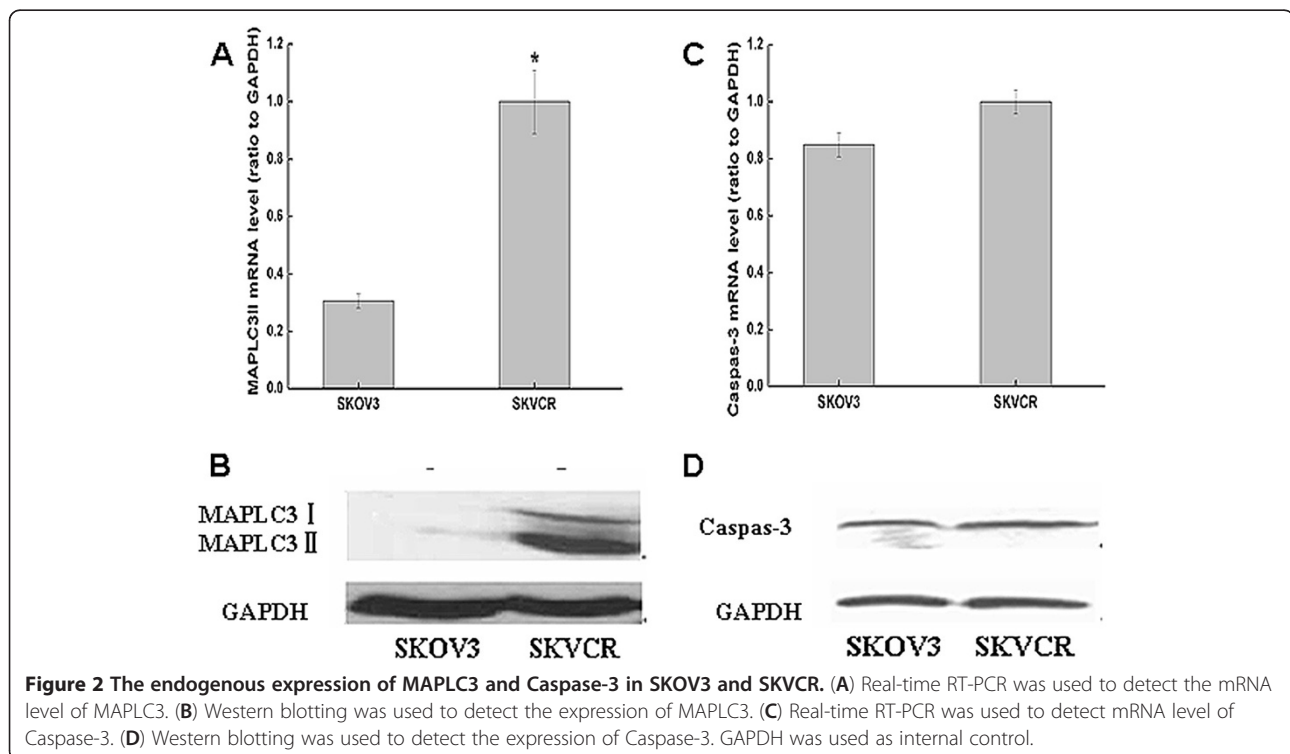 A
MAPLC3II mRNA level (ratio to GAPDH)
1.2
1.0
0.8
0.6
0.4
0.2
0.0
*
SKOV3 SKVCR
C
Caspas-3 mRNA level (ratio to GAPDH)
1.2
1.0
0.8
0.6
0.4
0.2
0.0
SKOV3 SKVCR
B
- -
MAPLC3 Ⅰ
MAPLC3 Ⅱ
GAPDH
SKOV3 SKVCR
D
Caspas-3
GAPDH
SKOV3 SKVCR
Figure 2 The endogenous expression of MAPLC3 and Caspase-3 in SKOV3 and SKVCR. (A) Real-time RT-PCR was used to detect the mRNA
level of MAPLC3. (B) Western blotting was used to detect the expression of MAPLC3. (C) Real-time RT-PCR was used to detect mRNA level of
Caspase-3. (D) Western blotting was used to detect the expression of Caspase-3. GAPDH was used as internal control.